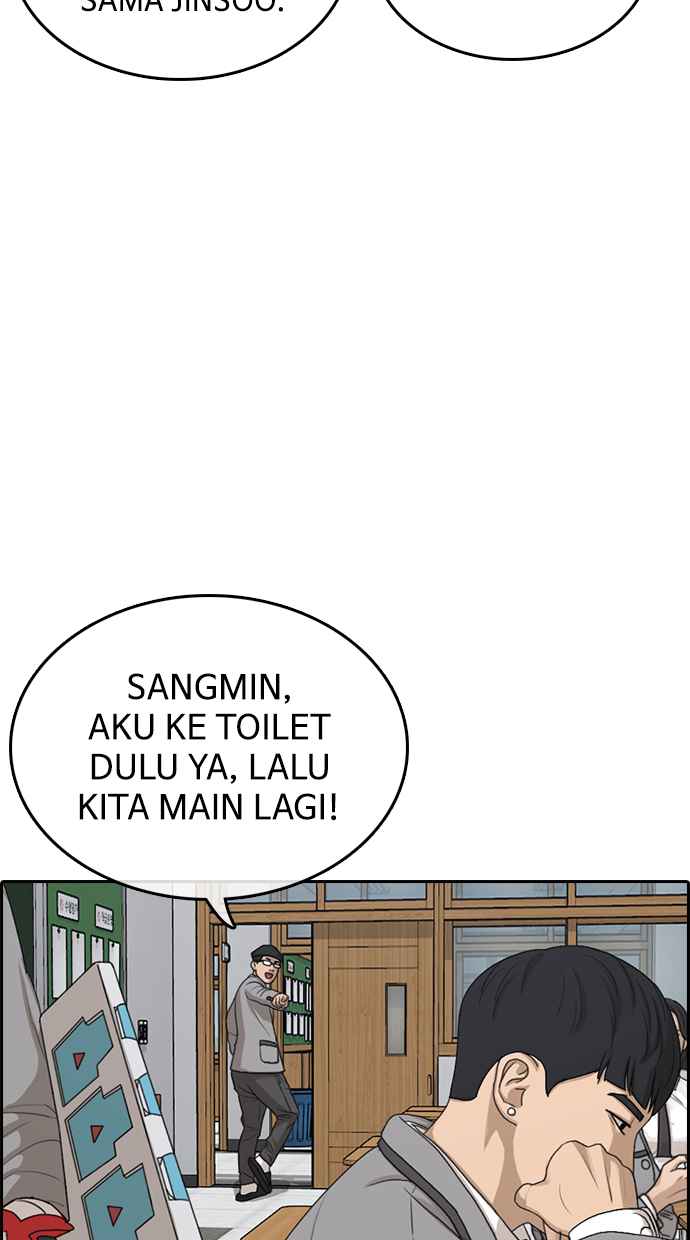 SAMA JINSOO.
SANGMIN,
AKU KE TOILET
DULU YA, LALU
KITA MAIN LAGI!